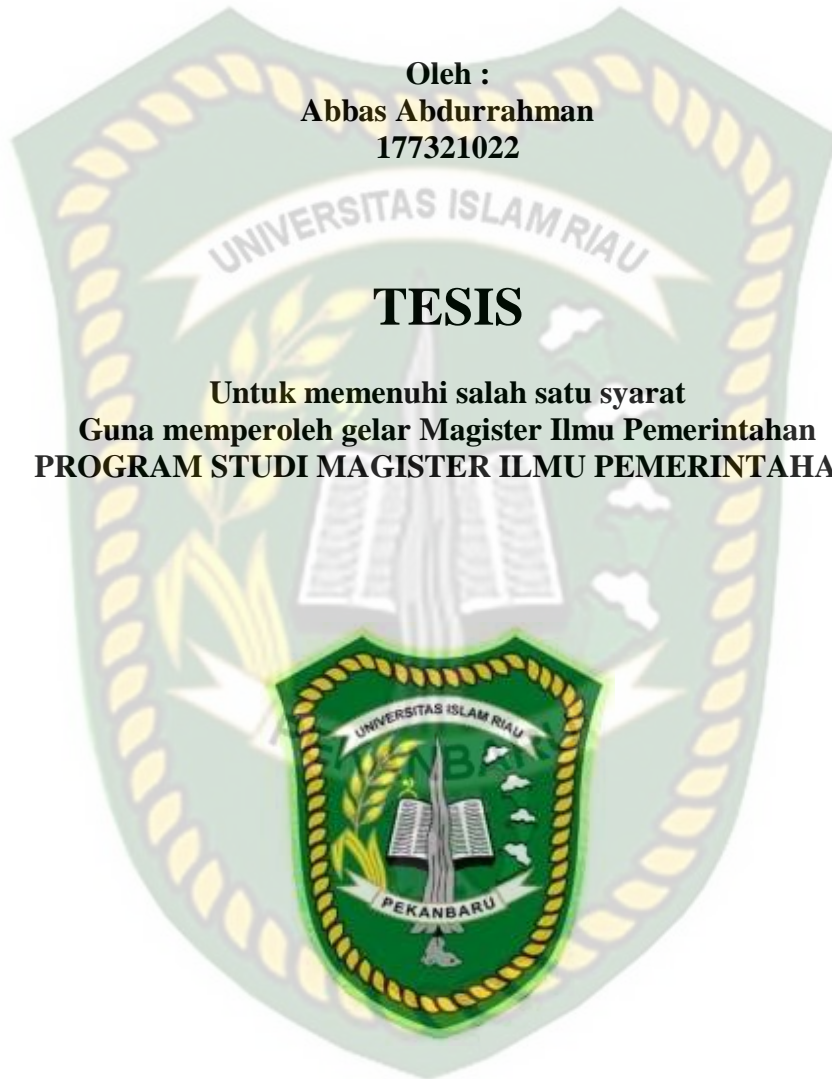 Oleh :
Abbas Abdurrahman
177321022
UNIVERSITAS ISLAM RIAU
TESIS
Untuk memenuhi salah satu syarat
Guna memperoleh gelar Magister Ilmu Pemerintahan
PROGRAM STUDI MAGISTER ILMU PEMERINTAHA
UNIVERSITAS ISLAM RIAU
PEKANBARU
PEKANBARU